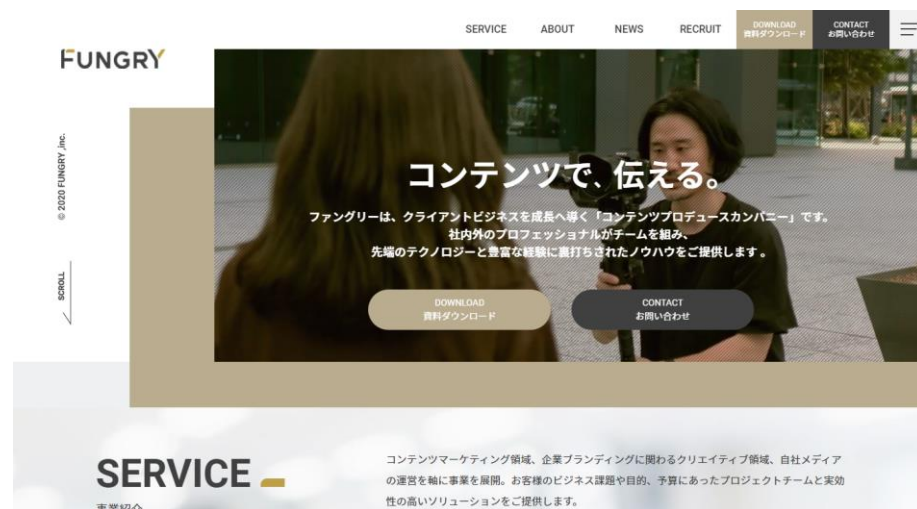 SERVICE
ABOUT
NEWS
RECRUIT
DOWNLOAD
資料ダウンロード
CONTACT
お問い合わせ
FUNGRY
© 2020 FUNGRY ,inc.
SCROLL
コンテンツで、伝える。
ファングリーは、クライアントビジネスを成長へ導く「コンテンツプロデュースカンパニー」です。
社内外のプロフェッショナルがチームを組み、
先端のテクノロジーと豊富な経験に裏打ちされたノウハウをご提供します。
DOWNLOAD
資料ダウンロード
CONTACT
お問い合わせ
SERVICE
事業紹介
コンテンツマーケティング領域、企業ブランディングに関わるクリエイティブ領域、自社メディア
の運営を軸に事業を展開。お客様のビジネス課題や目的、予算にあったプロジェクトチームと実効
性の高いソリューションをご提供します。